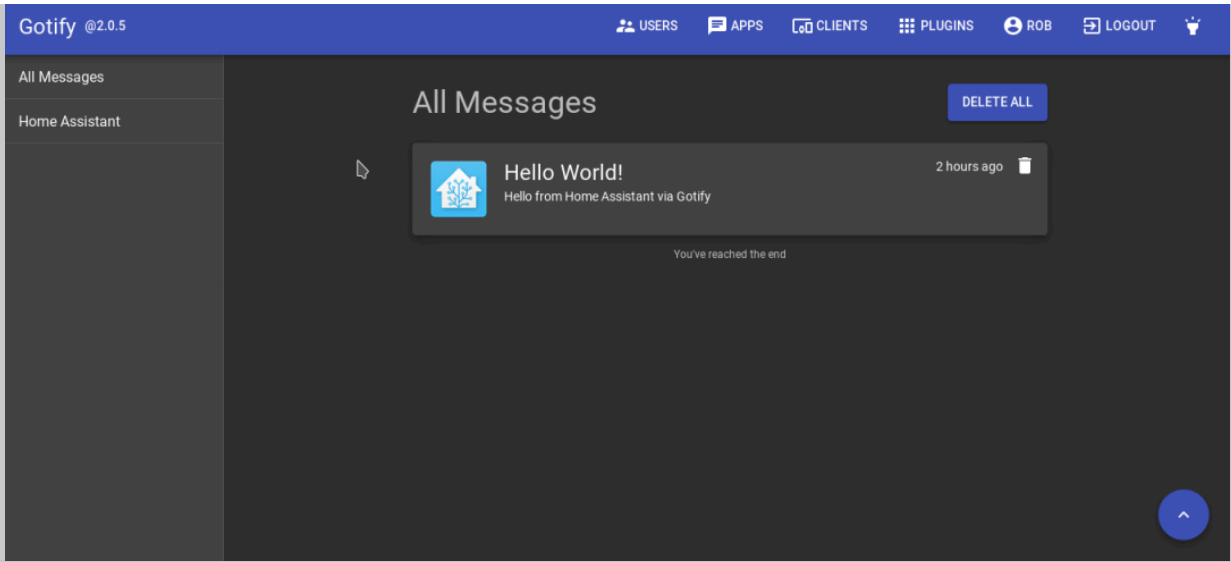 Gotify @2.0.5
USERS
APPS
CLIENTS
PLUGINS
ROB
LOGOUT
All Messages
Home Assistant
All Messages
DELETE ALL
Hello World!
2 hours ago
Hello from Home Assistant via Gotify
You've reached the end